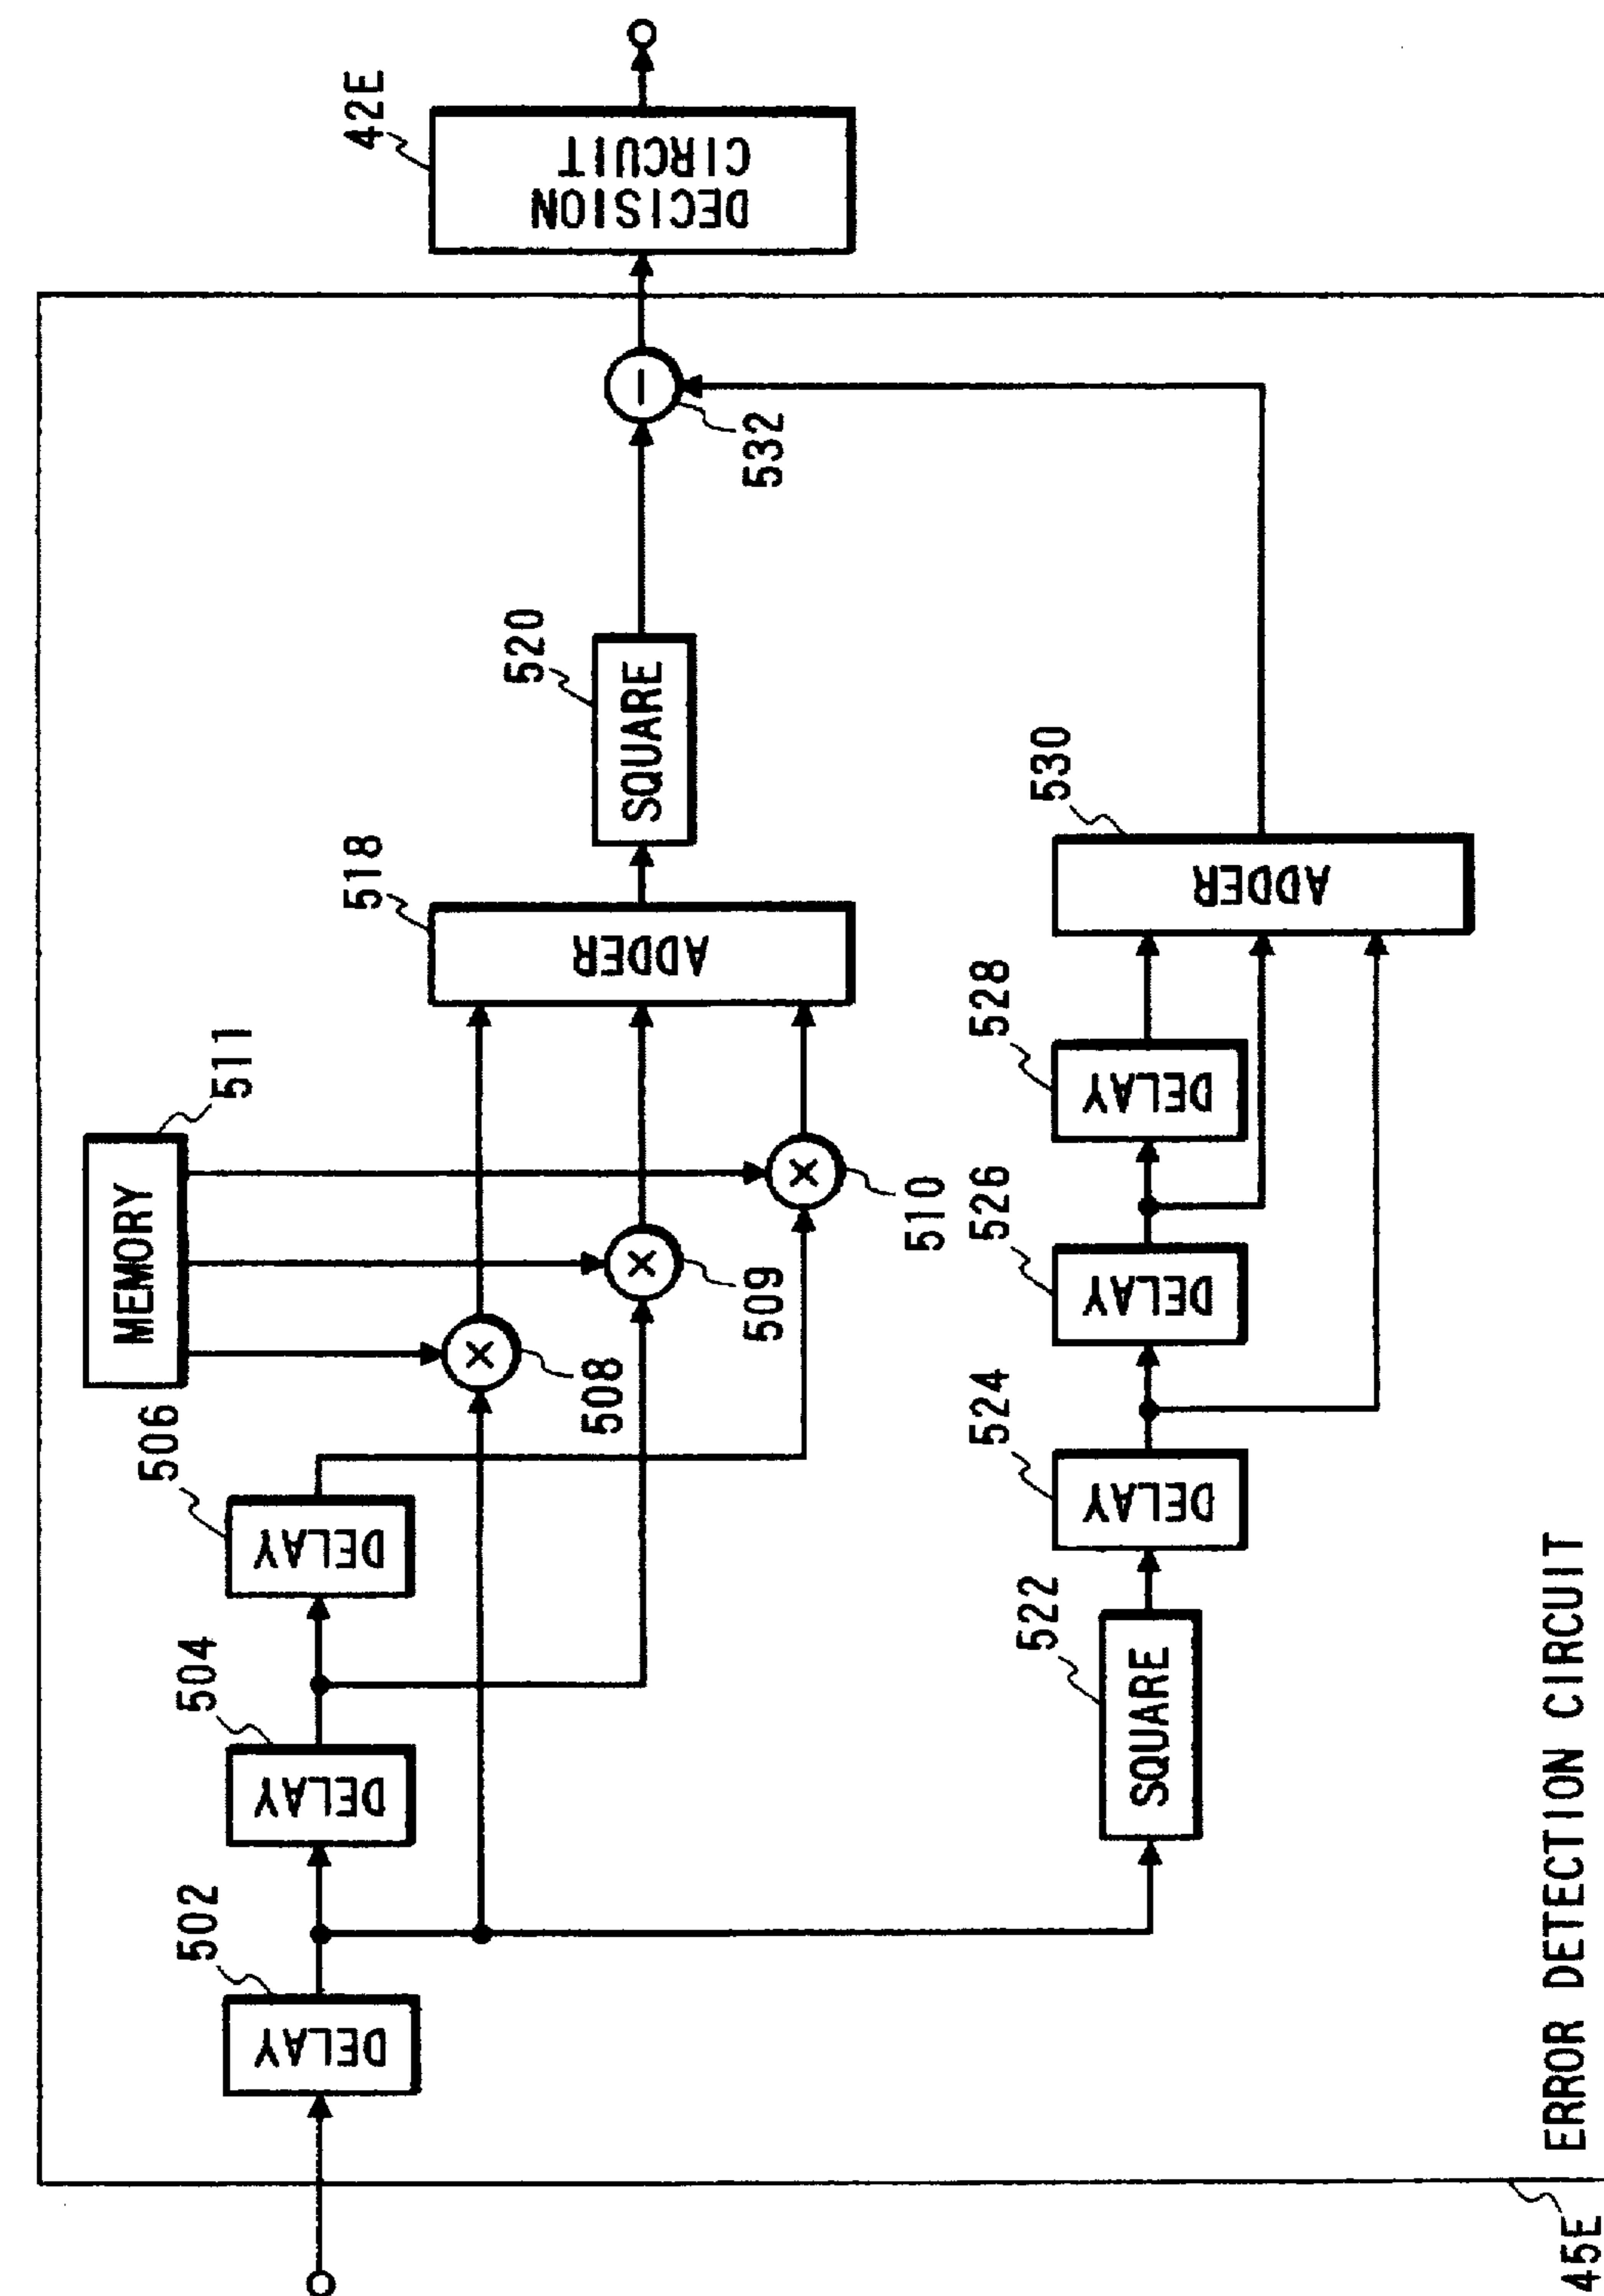 502
DELAY
504
DELAY
506
DELAY
MEMORY
511
508
509
510
ADDER
518
SQUARE
520
532
DECISION
CIRCUIT
42E
SQUARE
522
DELAY
524
DELAY
526
DELAY
528
ADDER
530
45E
ERROR DETECTION CIRCUIT